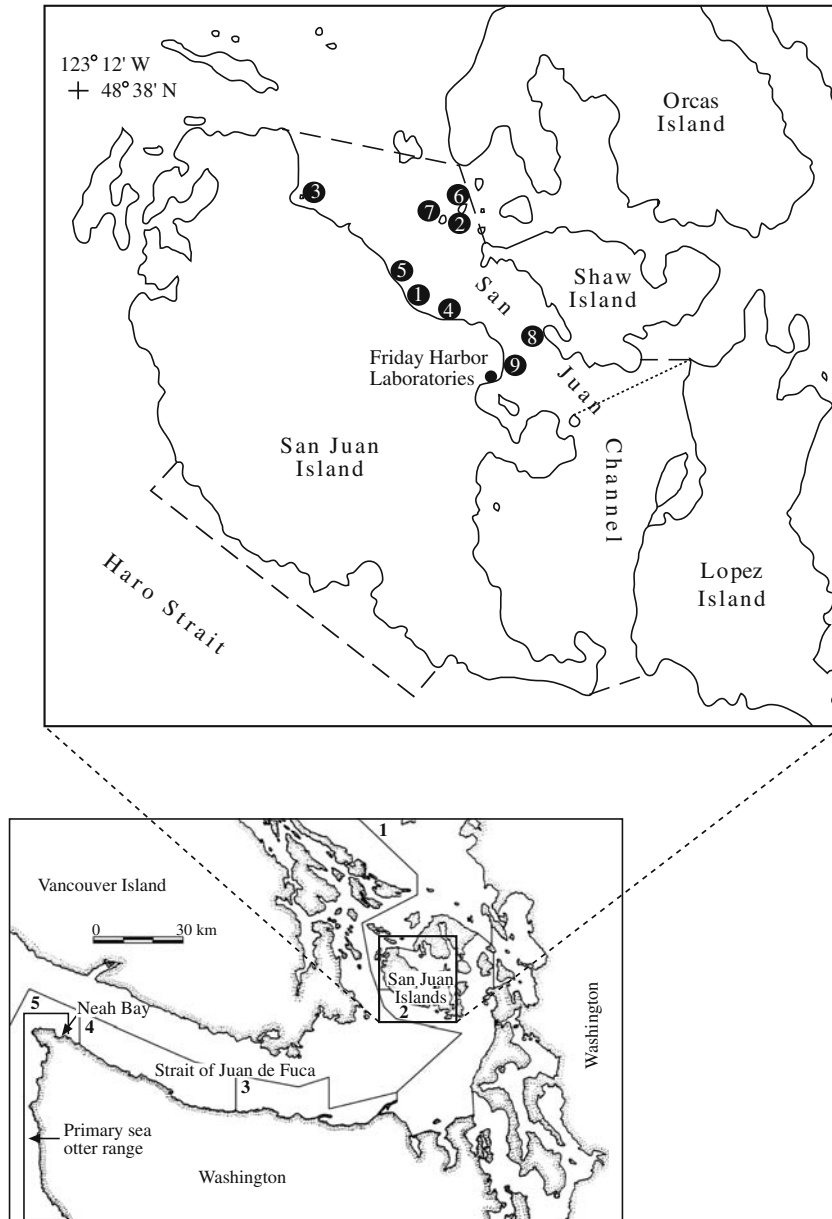 123° 12' W
48° 38' N
Orcas
Island
3
6
7
2
5
1
4
San
Shaw
Island
8
9
Friday Harbor
Laboratories
Juan
San Juan
Island
Channel
Lopez
Island
Haro Strait
1
Vancouver Island
0 30 km
San Juan
Islands
2
Washington
5
Neah Bay
4
Strait of Juan de Fuca
3
Primary sea
otter range
Washington